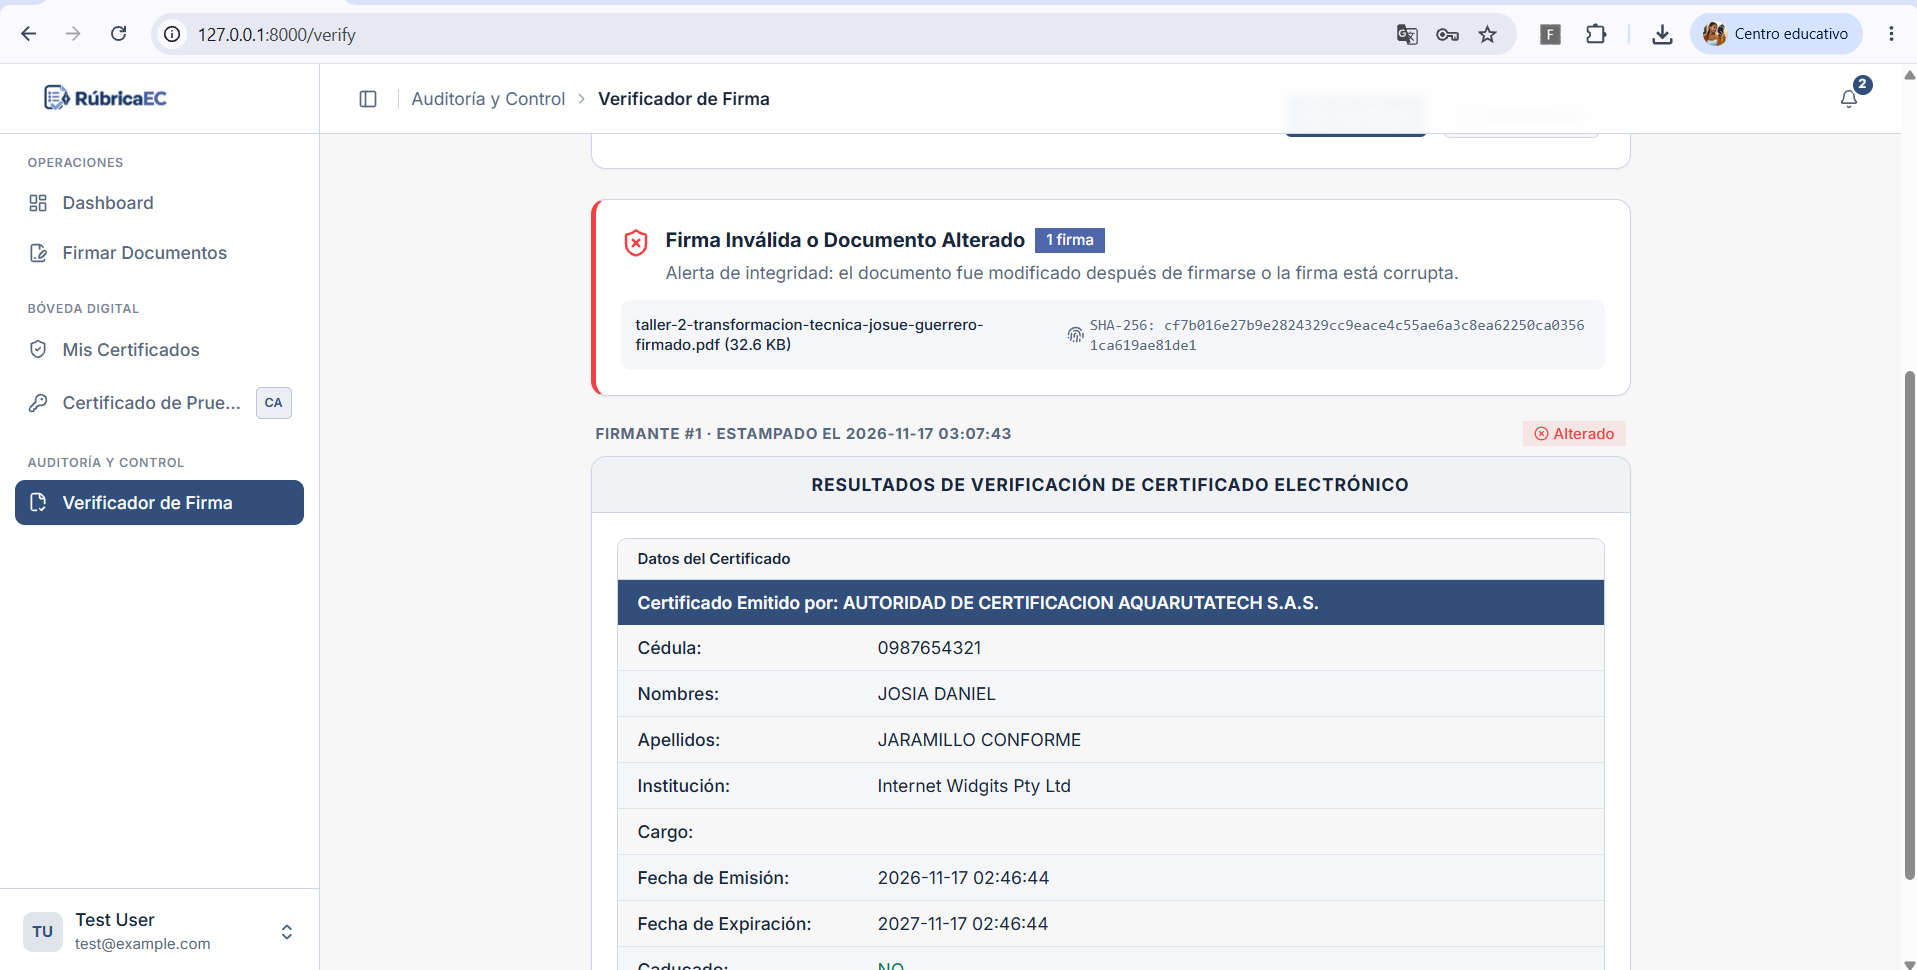 127.0.0.1:8000/verify
F
Centro educativo
RúbricaEC
Auditoría y Control > Verificador de Firma
2
OPERACIONES
Dashboard
Firmar Documentos
BÓVEDA DIGITAL
Mis Certificados
Certificado de Prue... CA
AUDITORÍA Y CONTROL
Verificador de Firma
TU
Test User
test@example.com
Firma Inválida o Documento Alterado 1 firma
Alerta de integridad: el documento fue modificado después de firmarse o la firma está corrupta.
taller-2-transformacion-tecnica-josue-guerrero-
firmado.pdf (32.6 KB)
SHA-256: cf7b016e27b9e2824329cc9eace4c55ae6a3c8ea62250ca0356
1ca619ae81de1
FIRMANTE #1 · ESTAMPADO EL 2026-11-17 03:07:43
Alterado
RESULTADOS DE VERIFICACIÓN DE CERTIFICADO ELECTRÓNICO
Datos del Certificado
Certificado Emitido por: AUTORIDAD DE CERTIFICACION AQUARUTATECH S.A.S.
Cédula: 0987654321
Nombres: JOSIA DANIEL
Apellidos: JARAMILLO CONFORME
Institución: Internet Widgits Pty Ltd
Cargo:
Fecha de Emisión: 2026-11-17 02:46:44
Fecha de Expiración: 2027-11-17 02:46:44
Caducado: NO